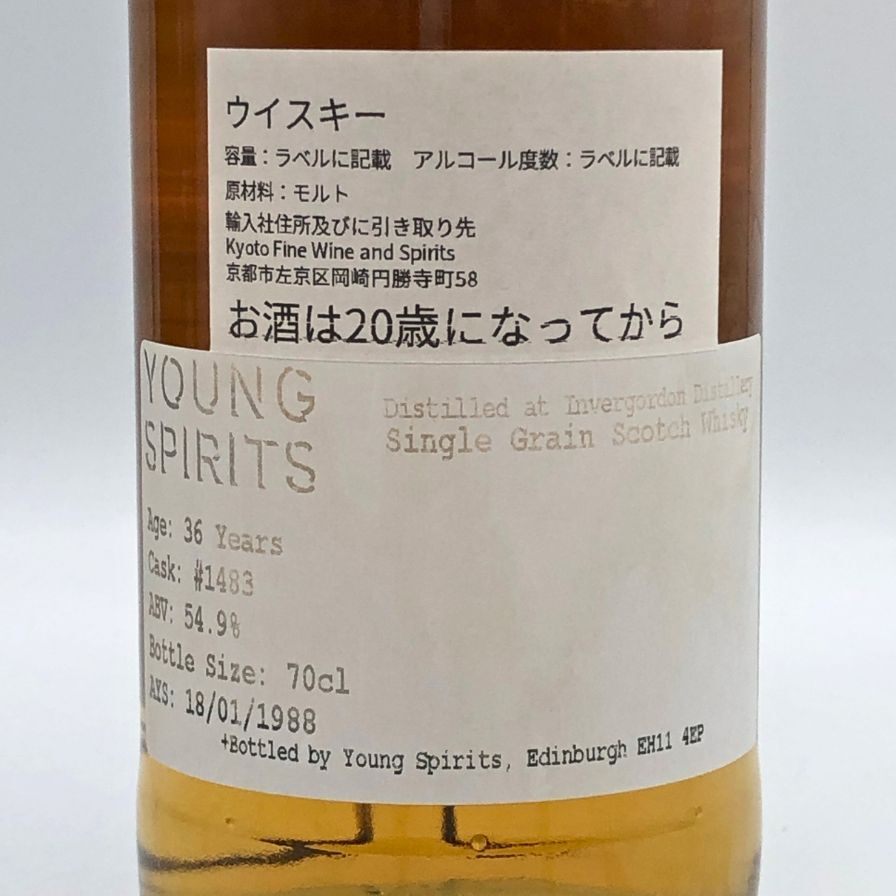 ウイスキー
容量：ラベルに記載　アルコール度数：ラベルに記載
原材料：モルト
輸入社住所及びに引き取り先
Kyoto Fine Wine and Spirits
京都市左京区岡崎円勝寺町58
お酒は20歳になってから
YOUNG
SPIRITS
Distilled at Invergordon Distillery
Single Grain Scotch Whisky
Age: 36 Years
Cask: #1483
ABV: 54.9%
Bottle Size: 70cl
AYS: 18/01/1988
+Bottled by Young Spirits, Edinburgh EH11 4EP